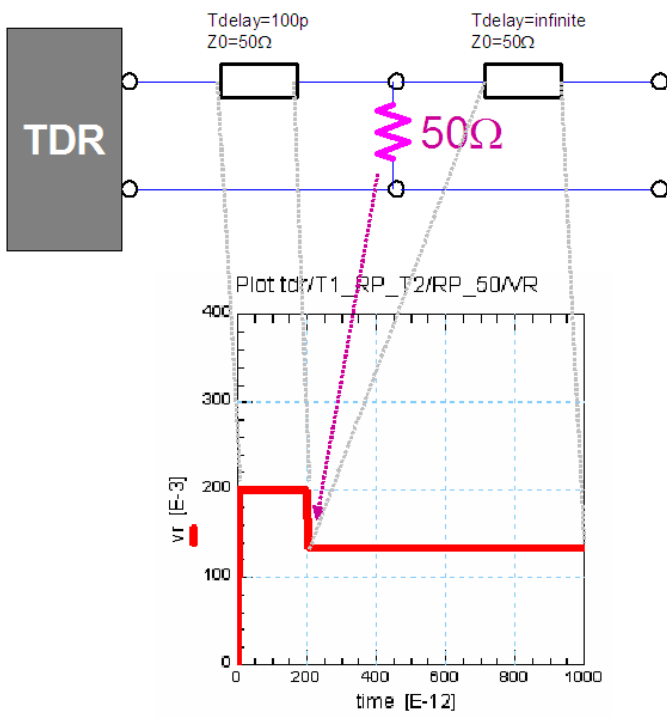 Tdelay=100p
Z0=50Ω
Tdelay=infinite
Z0=50Ω
TDR
50Ω
Plot tdr/T1_RP_T2/RP_50/VR
400
300
200
100
0
vr [E-3]
0 200 400 600 800 1000
time [E-12]